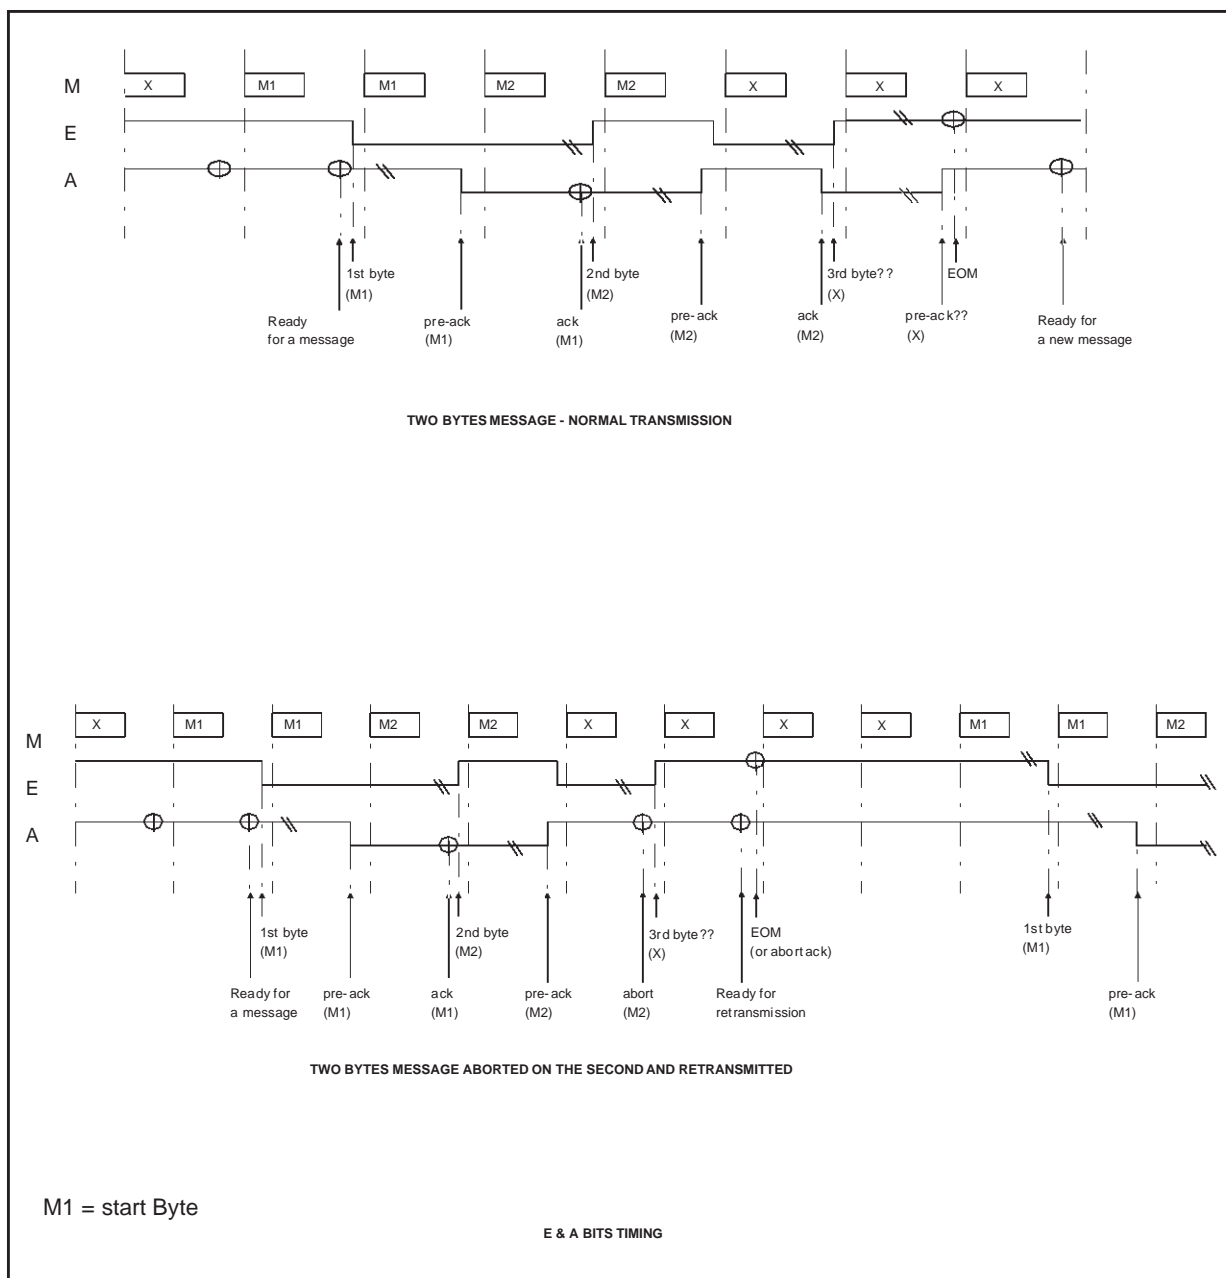 X M1 M1 M2 M2 X X X
M
E
A
1st byte 2nd byte 3rd byte?? EOM
(M1) (M2) (X)
Ready pre-ack ack pre-ack ack pre-ack?? Ready for
for a message (M1) (M1) (M2) (M2) (X) a new message
TWO BYTES MESSAGE - NORMAL TRANSMISSION
X M1 M1 M2 M2 X X X X M1 M1 M2
M
E
A
1st byte 2nd byte 3rd byte?? EOM 1st byte
(M1) (M2) (X) (or abort ack) (M1)
Ready for pre-ack ack pre-ack abort Ready for pre-ack
a message (M1) (M1) (M2) (M2) retransmission (M1)
TWO BYTES MESSAGE ABORTED ON THE SECOND AND RETRANSMITTED
M1 = start Byte
E & A BITS TIMING